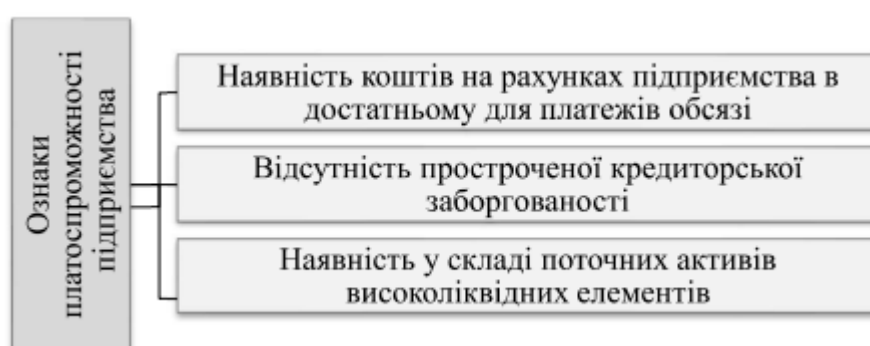 Ознаки
платоспроможності
підприємства
Наявність коштів на рахунках підприємства в
достатньому для платежів обсязі
Відсутність простроченої кредиторської
заборгованості
Наявність у складі поточних активів
високоліквідних елементів